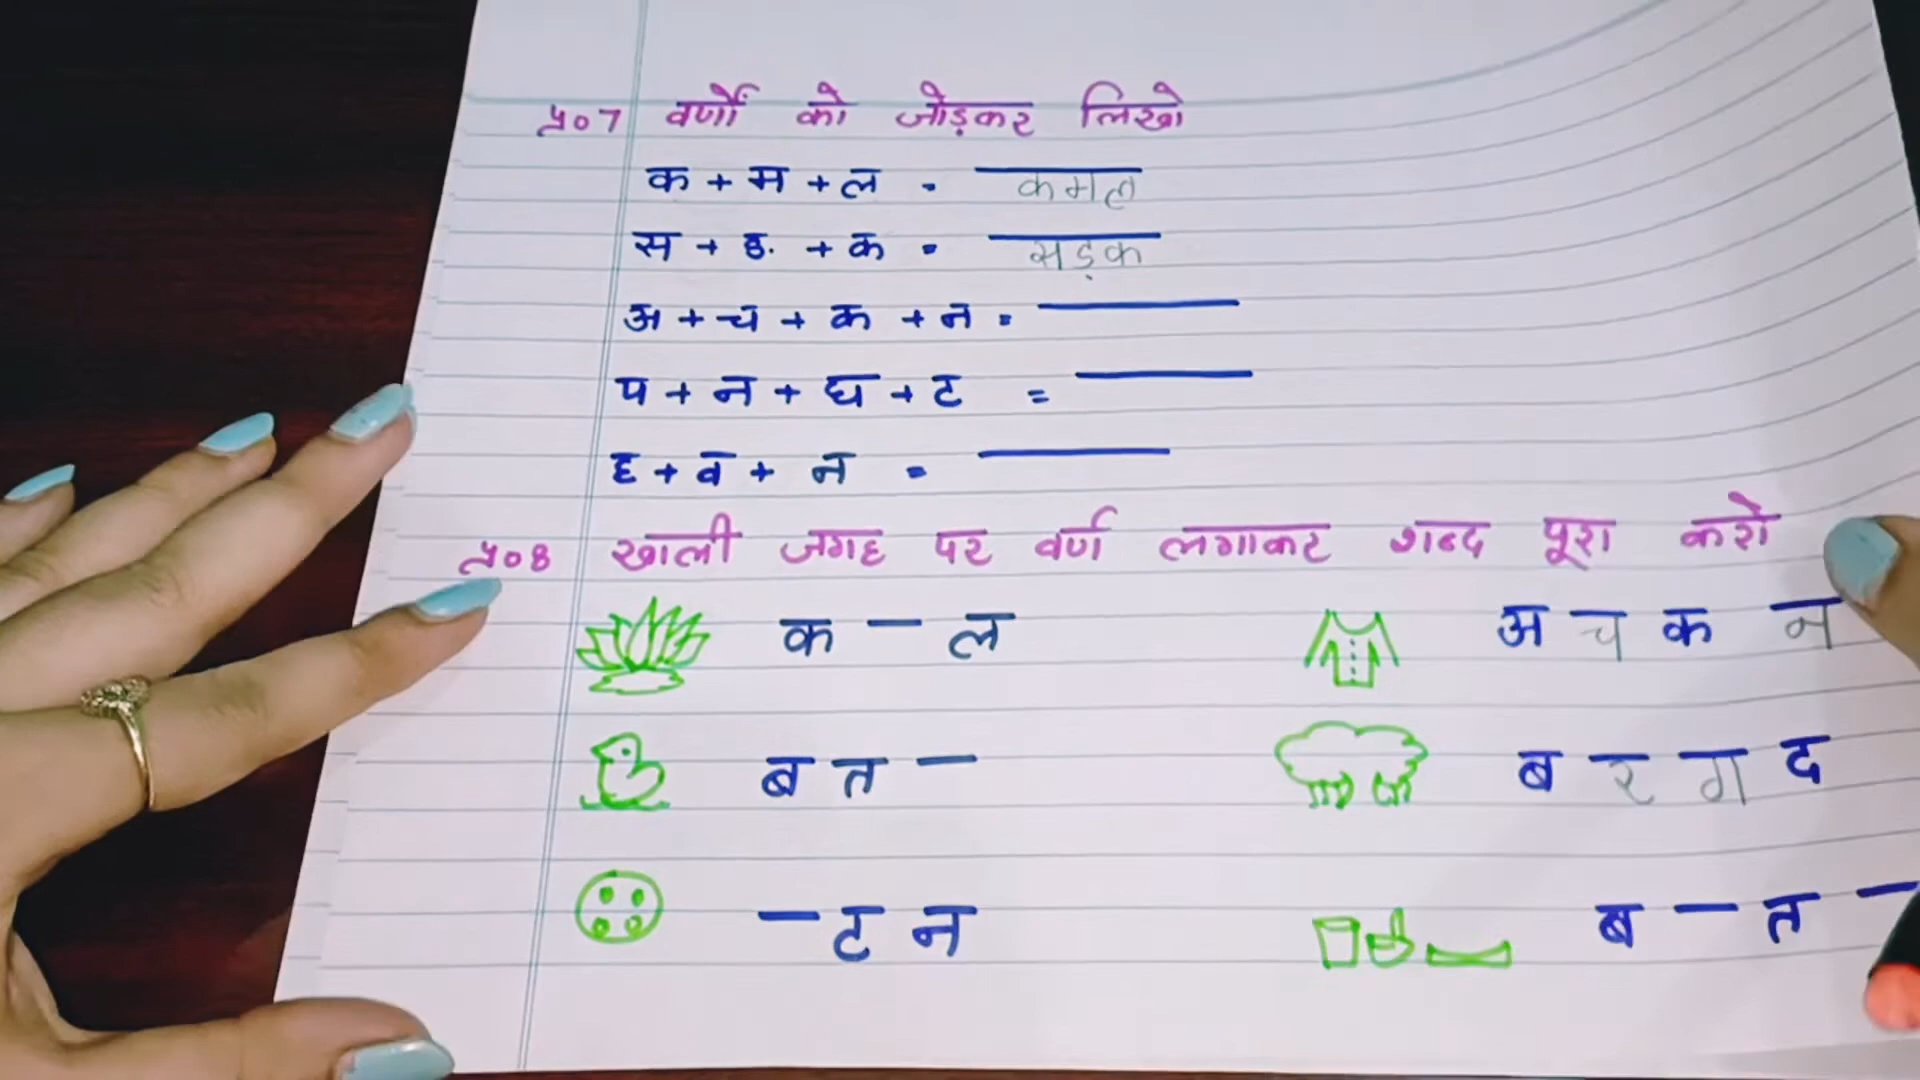 प्र०7 वर्णों को जोड़कर लिखो
क + म + ल = कमल
स + ड़ + क = सड़क
अ + च + क + न =
प + न + घ + ट =
ह + व + न =
प्र०8 खाली जगह पर वर्ण लगाकर शब्द पूरा करो
क — ल अ च क न
ब त — ब र ग द
— ट न ब — त —